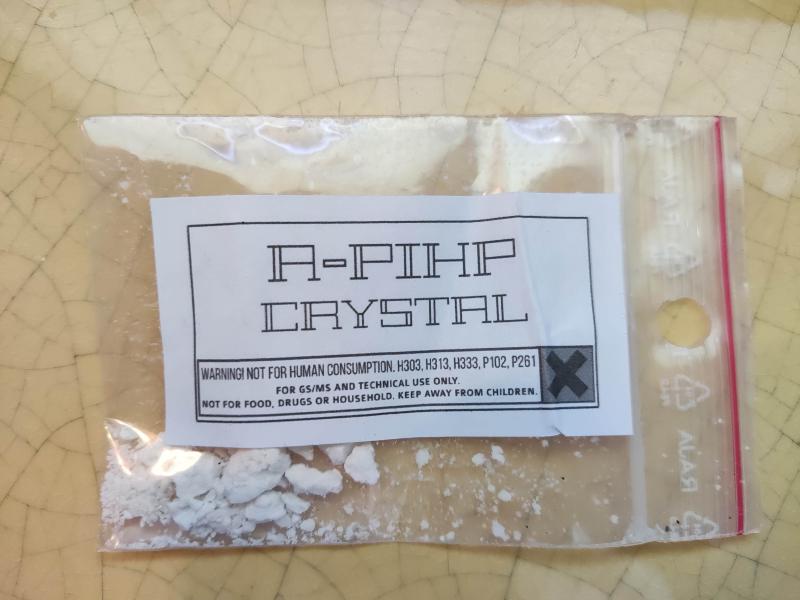 A-PIHP
CRYSTAL
WARNING! NOT FOR HUMAN CONSUMPTION. H303, H313, H333, P102, P261
FOR GS/MS AND TECHNICAL USE ONLY.
NOT FOR FOOD, DRUGS OR HOUSEHOLD. KEEP AWAY FROM CHILDREN.
RAJA